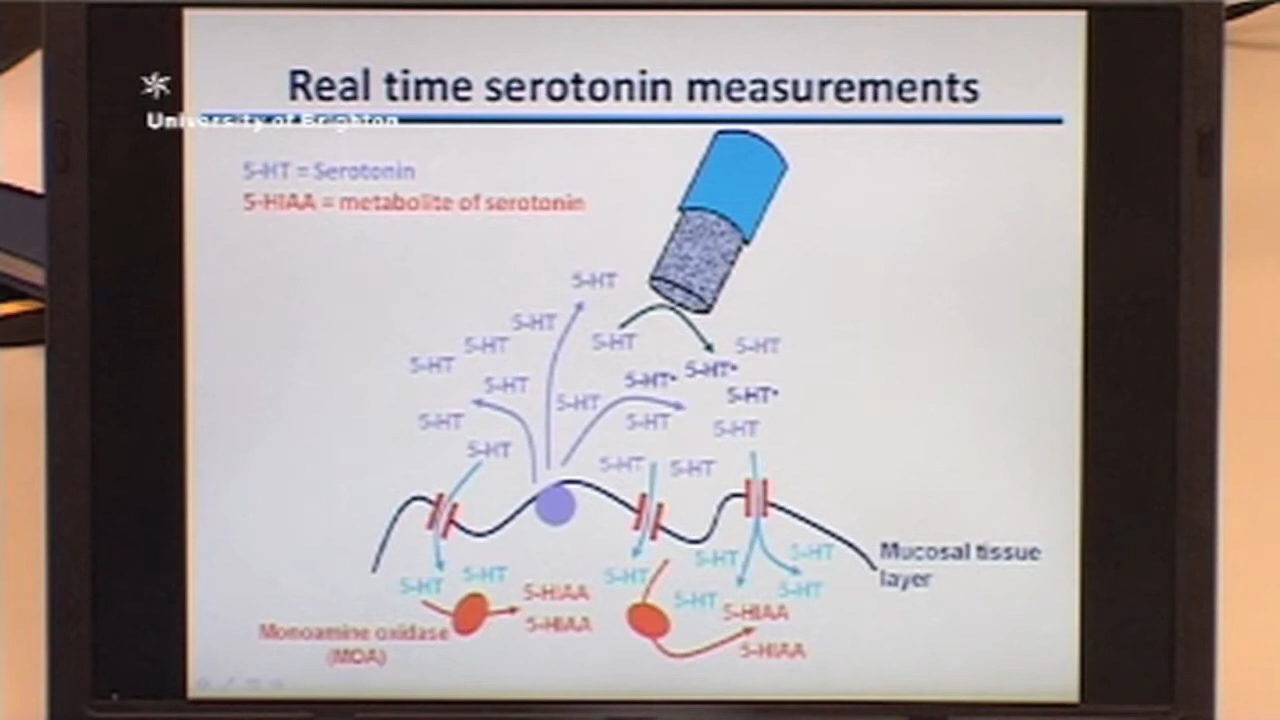 Real time serotonin measurements
University of Brighton
5-HT = Serotonin
5-HIAA = metabolite of serotonin
5-HT
5-HT
5-HT
5-HT
5-HT
5-HT
5-HT
5-HT•
5-HT•
5-HT
5-HT•
5-HT
5-HT
5-HT
5-HT
5-HT
5-HT
5-HT
Mucosal tissue
layer
5-HT
5-HT
5-HT
5-HT
5-HT
5-HT
5-HT
5-HIAA
5-HIAA
5-HIAA
5-HIAA
Monoamine oxidase
(MOA)